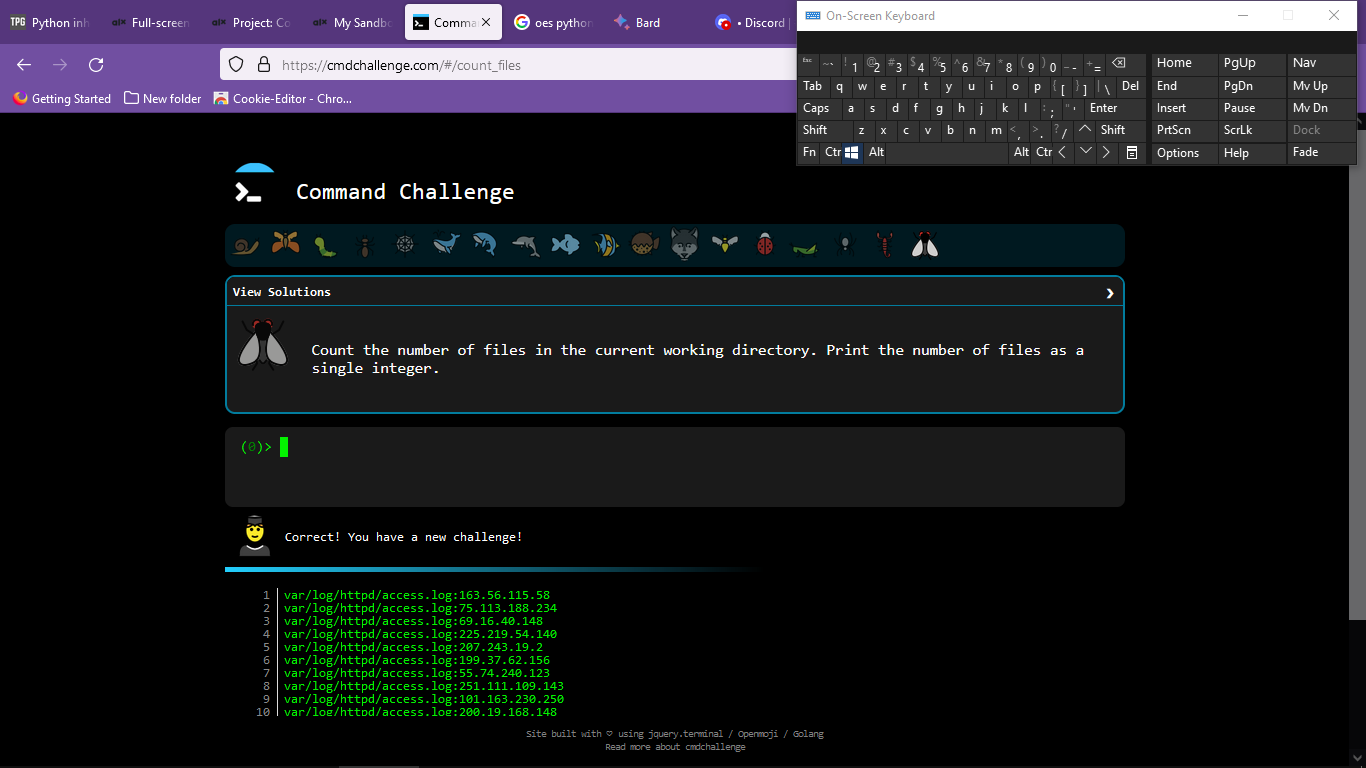 Python inh
Full-screen
Project: Co
My Sandbo
Comma
oes python
Bard
• Discord |
On-Screen Keyboard
https://cmdchallenge.com/#/count_files
Getting Started
New folder
Cookie-Editor - Chro...
Esc ~ ` ! 1 @ 2 # 3 $ 4 % 5 ^ 6 & 7 * 8 ( 9 ) 0 _ - + =
Home PgUp Nav
Tab q w e r t y u i o p { [ } ] | \ Del
End PgDn Mv Up
Caps a s d f g h j k l : ; " ' Enter
Insert Pause Mv Dn
Shift z x c v b n m < , > . ? / Shift
PrtScn ScrLk Dock
Fn Ctr Alt Alt Ctr
Options Help Fade
Command Challenge
View Solutions
Count the number of files in the current working directory. Print the number of files as a
single integer.
(0)>
Correct! You have a new challenge!
1 var/log/httpd/access.log:163.56.115.58
2 var/log/httpd/access.log:75.113.188.234
3 var/log/httpd/access.log:69.16.40.148
4 var/log/httpd/access.log:225.219.54.140
5 var/log/httpd/access.log:207.243.19.2
6 var/log/httpd/access.log:199.37.62.156
7 var/log/httpd/access.log:55.74.240.123
8 var/log/httpd/access.log:251.111.109.143
9 var/log/httpd/access.log:101.163.230.250
10 var/log/httpd/access.log:200.19.168.148
Site built with ♡ using jquery.terminal / Openmoji / Golang
Read more about cmdchallenge